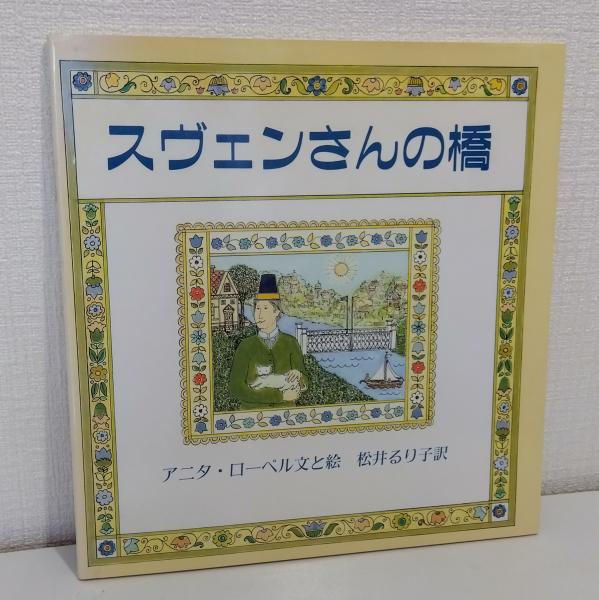 スヴェンさんの橋
アニタ・ローベル文と絵 松井るり子訳